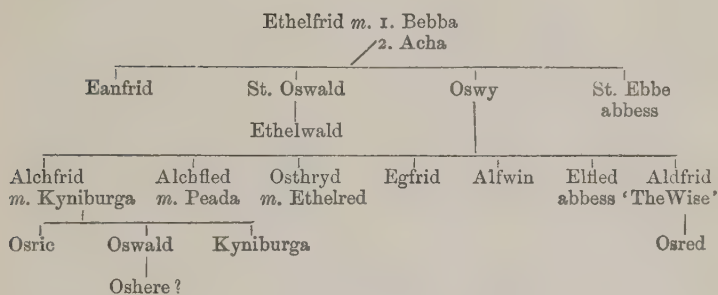 Ethelfrid m. 1. Bebba
2. Acha
Eanfrid St. Oswald Oswy St. Ebbe
abbess
Ethelwald
Alchfrid Alchfled Osthryd Egfrid Alfwin Elfled Aldfrid
m. Kyniburga m. Peada m. Ethelred abbess ‘The Wise’
Osric Oswald Kyniburga Osred
Oshere ?